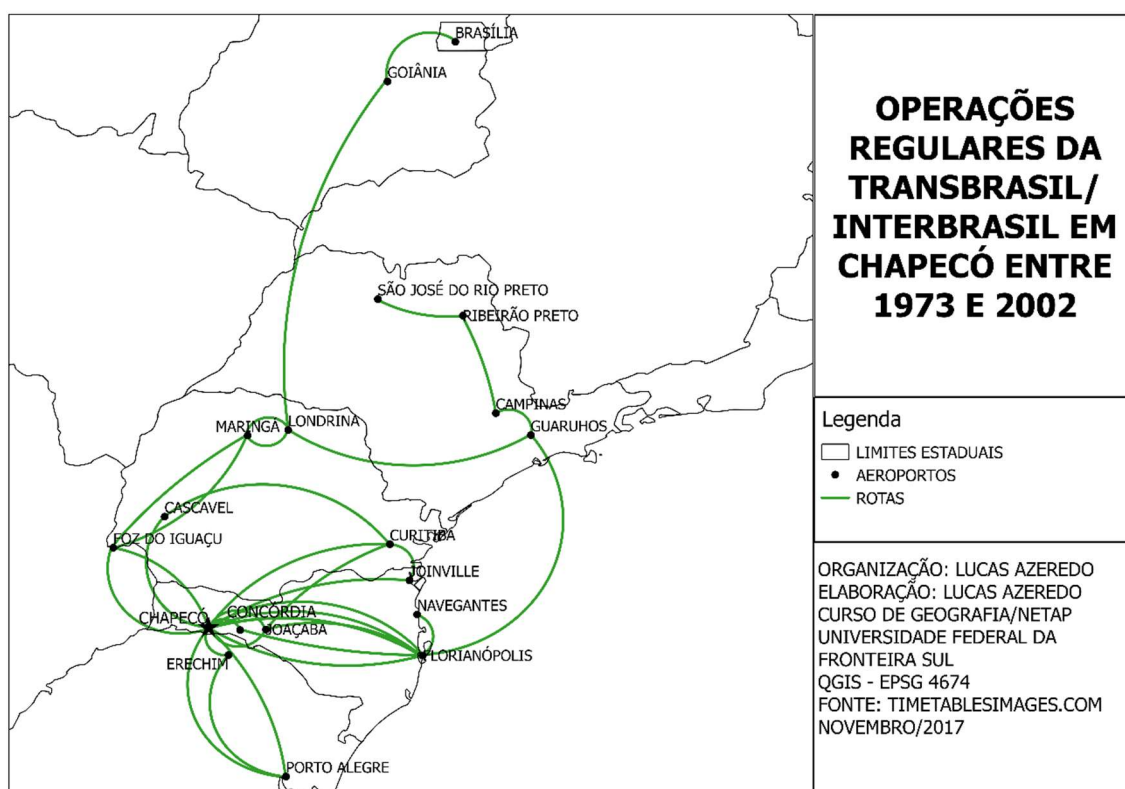 BRASÍLIA
GOIÂNIA
SÃO JOSÉ DO RIO PRETO
RIBEIRÃO PRETO
CAMPINAS
GUARUHOS
MARINGÁ
LONDRINA
CASCAVEL
FOZ DO IGUAÇU
CURITIBA
JOINVILLE
NAVEGANTES
CHAPECÓ
CONCÓRDIA
JOAÇABA
FLORIANÓPOLIS
ERECHIM
PORTO ALEGRE
OPERAÇÕES
REGULARES DA
TRANSBRASIL/
INTERBRASIL EM
CHAPECÓ ENTRE
1973 E 2002
Legenda
LIMITES ESTADUAIS
AEROPORTOS
ROTAS
ORGANIZAÇÃO: LUCAS AZEREDO
ELABORAÇÃO: LUCAS AZEREDO
CURSO DE GEOGRAFIA/NETAP
UNIVERSIDADE FEDERAL DA
FRONTEIRA SUL
QGIS - EPSG 4674
FONTE: TIMETABLESIMAGES.COM
NOVEMBRO/2017